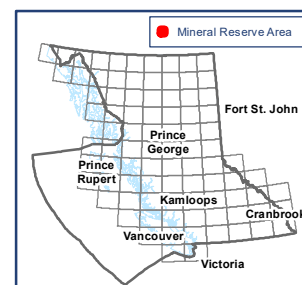 Mineral Reserve Area
Fort St. John
Prince
George
Prince
Rupert
Kamloops
Cranbrook
Vancouver
Victoria